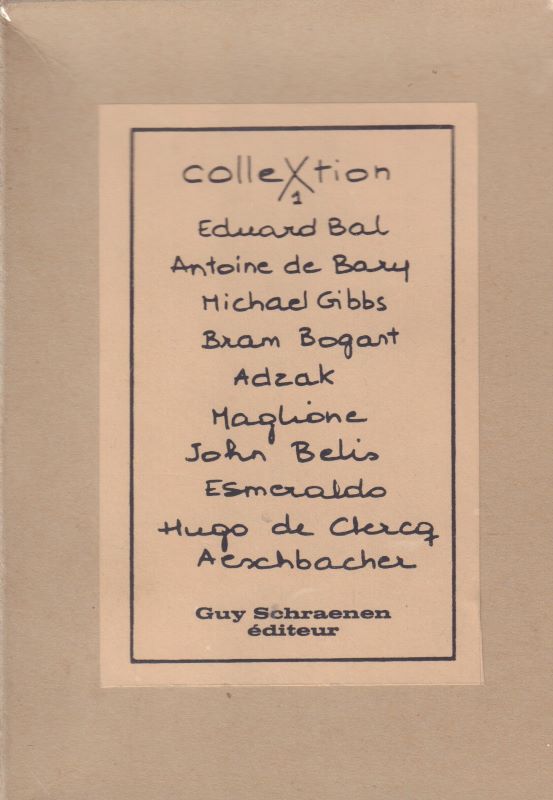 colleXtion
1
Eduard Bal
Antoine de Bary
Michael Gibbs
Bram Bogart
Adzak
Maglione
John Belis
Esmeraldo
Hugo de Clercq
Aeschbacher
Guy Schraenen
éditeur